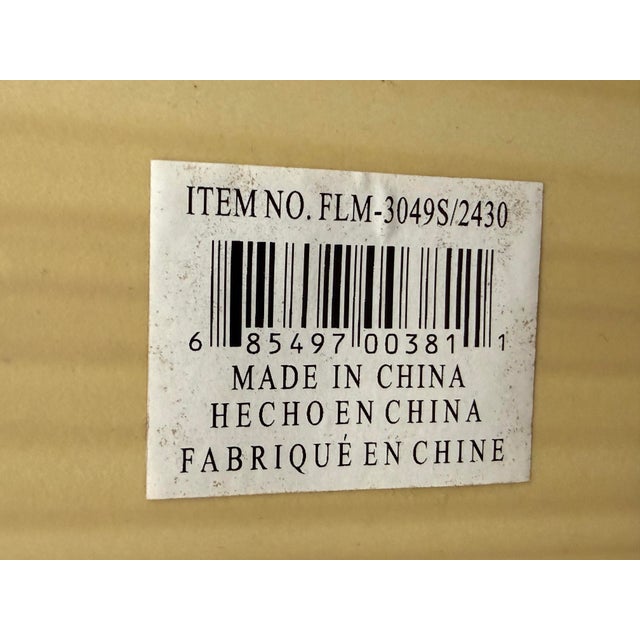 ITEM NO. FLM-3049S/2430
6 85497 00381 1
MADE IN CHINA
HECHO EN CHINA
FABRIQUÉ EN CHINE